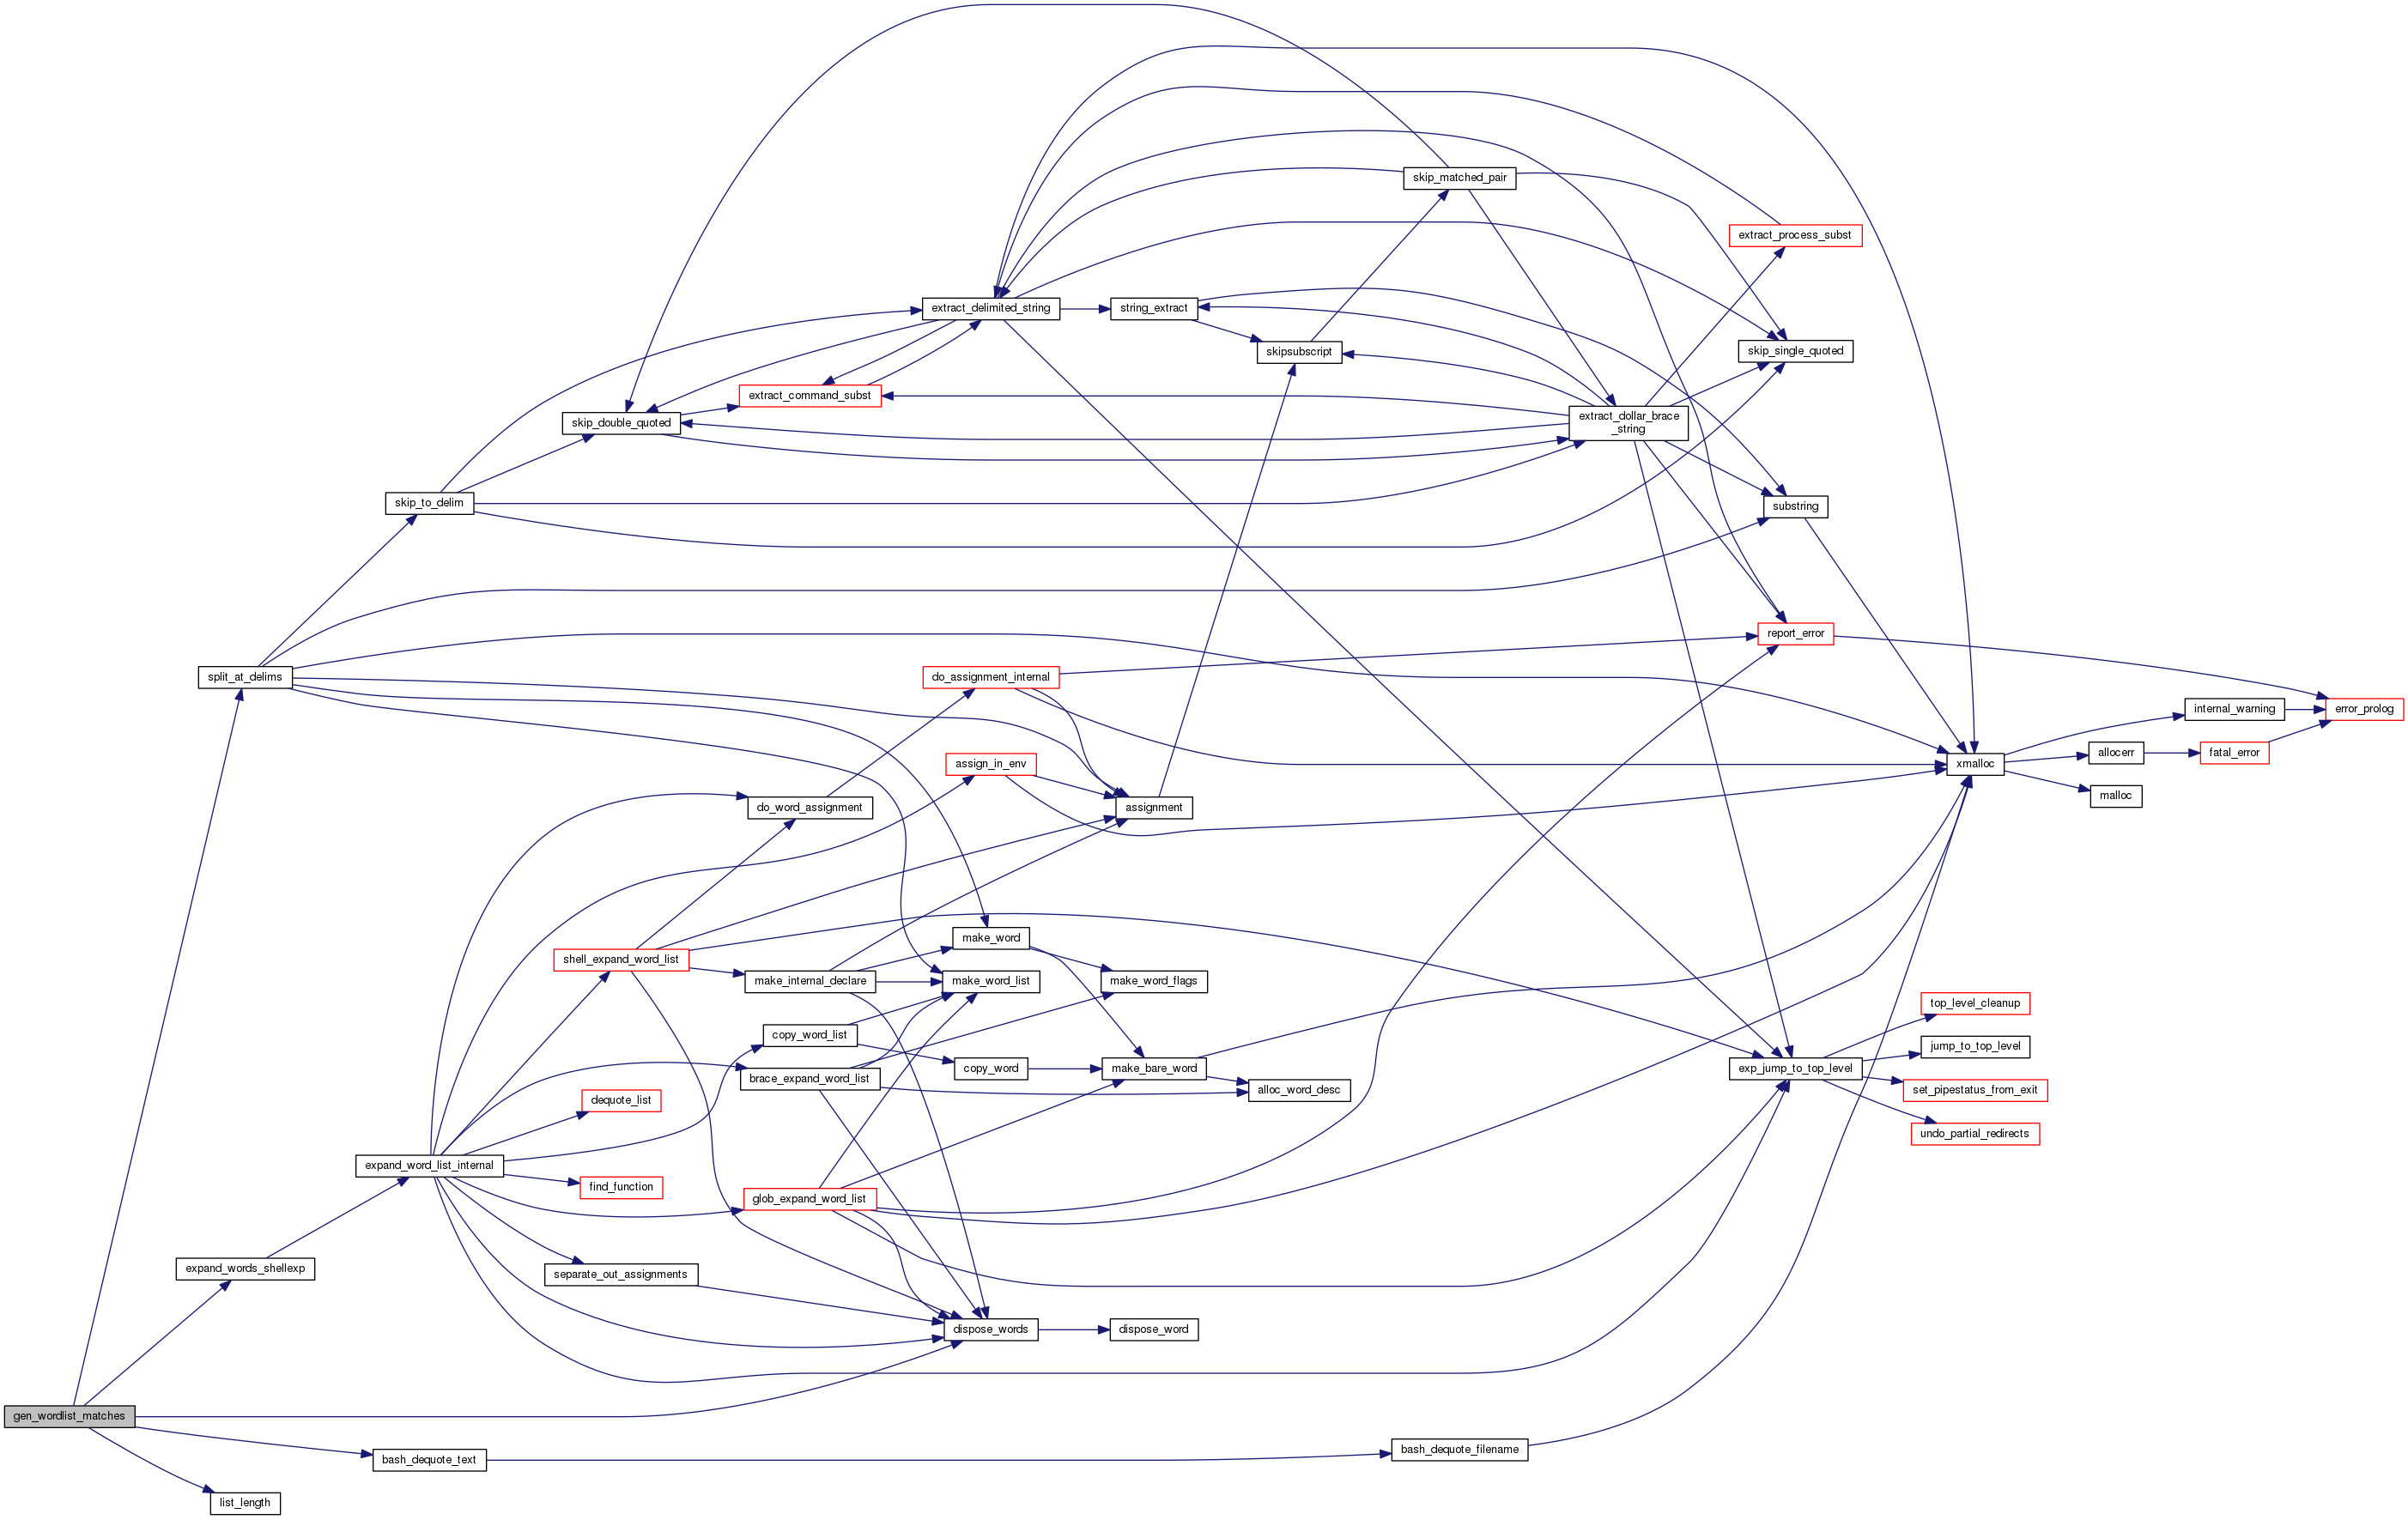 skip_matched_pair
extract_process_subst
extract_delimited_string
string_extract
skipsubscript
skip_single_quoted
extract_command_subst
skip_double_quoted
extract_dollar_brace
_string
skip_to_delim
substring
report_error
split_at_delims
do_assignment_internal
internal_warning
error_prolog
allocerr
fatal_error
assign_in_env
xmalloc
malloc
do_word_assignment
assignment
make_word
shell_expand_word_list
make_internal_declare
make_word_list
make_word_flags
top_level_cleanup
copy_word_list
jump_to_top_level
copy_word
make_bare_word
exp_jump_to_top_level
brace_expand_word_list
alloc_word_desc
set_pipestatus_from_exit
dequote_list
undo_partial_redirects
expand_word_list_internal
find_function
glob_expand_word_list
expand_words_shellexp
separate_out_assignments
dispose_words
dispose_word
gen_wordlist_matches
bash_dequote_text
bash_dequote_filename
list_length